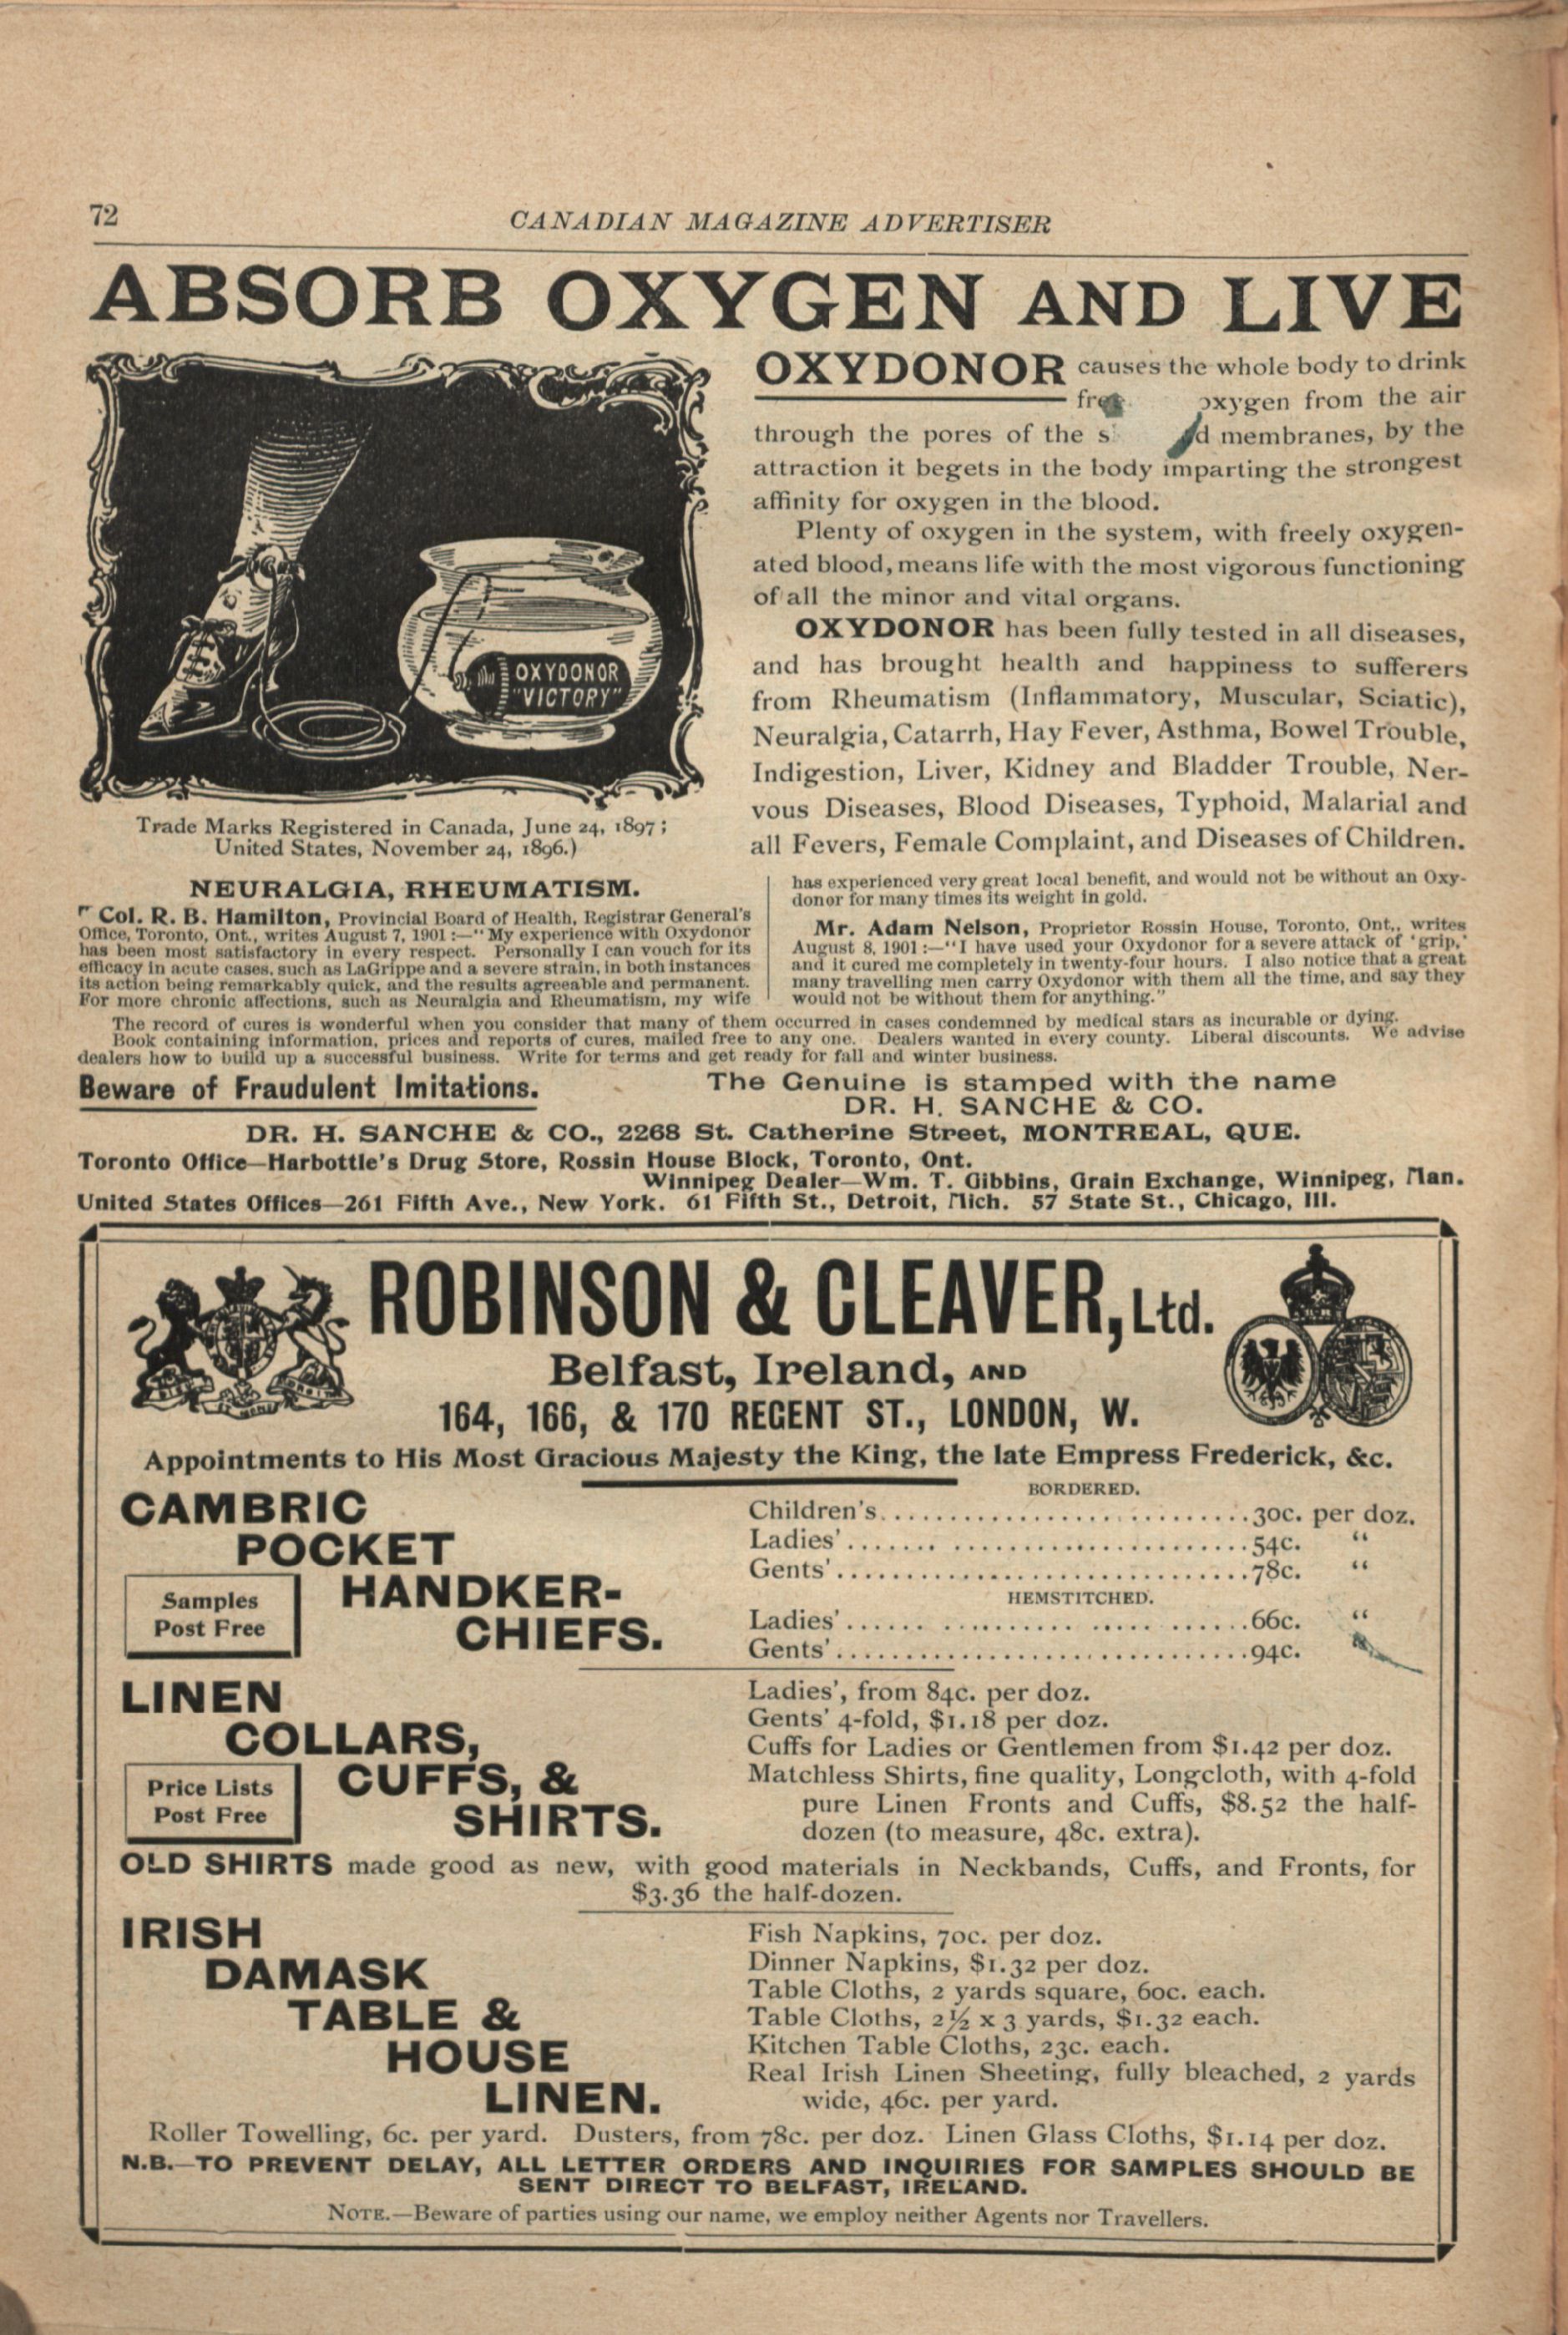 72
CANADIAN MAGAZINE ADVERTISER
ABSORB OXYGEN AND LIVE
OXYDONOR
"VICTORY"
Trade Marks Registered in Canada, June 24, 1897;
United States, November 24, 1896.)
OXYDONOR causes the whole body to drink
oxygen from the air
through the pores of the membranes, by the
attraction it begets in the body imparting the strongest
affinity for oxygen in the blood.
Plenty of oxygen in the system, with freely oxygen-
ated blood, means life with the most vigorous functioning
of all the minor and vital organs.
OXYDONOR has been fully tested in all diseases,
and has brought health and happiness to sufferers
from Rheumatism (Inflammatory, Muscular, Sciatic),
Neuralgia, Catarrh, Hay Fever, Asthma, Bowel Trouble,
Indigestion, Liver, Kidney and Bladder Trouble, Ner-
vous Diseases, Blood Diseases, Typhoid, Malarial and
all Fevers, Female Complaint, and Diseases of Children.
NEURALGIA, RHEUMATISM.
Col. R. B. Hamilton, Provincial Board of Health, Registrar General's
Office, Toronto, Ont., writes August 7, 1901:—"My experience with Oxydonor
has been most satisfactory in every respect. Personally I can vouch for its
efficacy in acute cases, such as LaGrippe and a severe strain, in both instances
its action being remarkably quick, and the results agreeable and permanent.
For more chronic affections, such as Neuralgia and Rheumatism, my wife
has experienced very great local benefit, and would not be without an Oxy-
donor for many times its weight in gold.
Mr. Adam Nelson, Proprietor Rossin House, Toronto, Ont., writes
August 8, 1901:—"I have used your Oxydonor for a severe attack of 'grip,'
and it cured me completely in twenty-four hours. I also notice that a great
many travelling men carry Oxydonor with them all the time, and say they
would not be without them for anything."
The record of cures is wonderful when you consider that many of them occurred in cases condemned by medical stars as incurable or dying.
Book containing information, prices and reports of cures, mailed free to any one. Dealers wanted in every county. Liberal discounts. We advise
dealers how to build up a successful business. Write for terms and get ready for fall and winter business.
Beware of Fraudulent Imitations. The Genuine is stamped with the name
DR. H. SANCHE & CO.
DR. H. SANCHE & CO., 2268 St. Catherine Street, MONTREAL, QUE.
Toronto Office—Harbottle's Drug Store, Rossin House Block, Toronto, Ont.
Winnipeg Dealer—Wm. T. Gibbins, Grain Exchange, Winnipeg, Man.
United States Offices—261 Fifth Ave., New York. 61 Fifth St., Detroit, Mich. 57 State St., Chicago, Ill.
ROBINSON & CLEAVER, Ltd.
Belfast, Ireland, AND
164, 166, & 170 REGENT ST., LONDON, W.
Appointments to His Most Gracious Majesty the King, the late Empress Frederick, &c.
CAMBRIC
POCKET
HANDKER-
CHIEFS.
Samples
Post Free
BORDERED.
Children's............................30c. per doz.
Ladies'.............................54c. "
Gents'..............................78c. "
HEMSTITCHED.
Ladies'.............................66c. "
Gents'..............................94c.
LINEN
COLLARS,
CUFFS, &
SHIRTS.
Price Lists
Post Free
Ladies', from 84c. per doz.
Gents' 4-fold, $1.18 per doz.
Cuffs for Ladies or Gentlemen from $1.42 per doz.
Matchless Shirts, fine quality, Longcloth, with 4-fold
pure Linen Fronts and Cuffs, $8.52 the half-
dozen (to measure, 48c. extra).
OLD SHIRTS made good as new, with good materials in Neckbands, Cuffs, and Fronts, for
$3.36 the half-dozen.
IRISH
DAMASK
TABLE &
HOUSE
LINEN.
Fish Napkins, 70c. per doz.
Dinner Napkins, $1.32 per doz.
Table Cloths, 2 yards square, 60c. each.
Table Cloths, 2½ x 3 yards, $1.32 each.
Kitchen Table Cloths, 23c. each.
Real Irish Linen Sheeting, fully bleached, 2 yards
wide, 46c. per yard.
Roller Towelling, 6c. per yard. Dusters, from 78c. per doz. Linen Glass Cloths, $1.14 per doz.
N.B.—TO PREVENT DELAY, ALL LETTER ORDERS AND INQUIRIES FOR SAMPLES SHOULD BE
SENT DIRECT TO BELFAST, IRELAND.
NOTE.—Beware of parties using our name, we employ neither Agents nor Travellers.